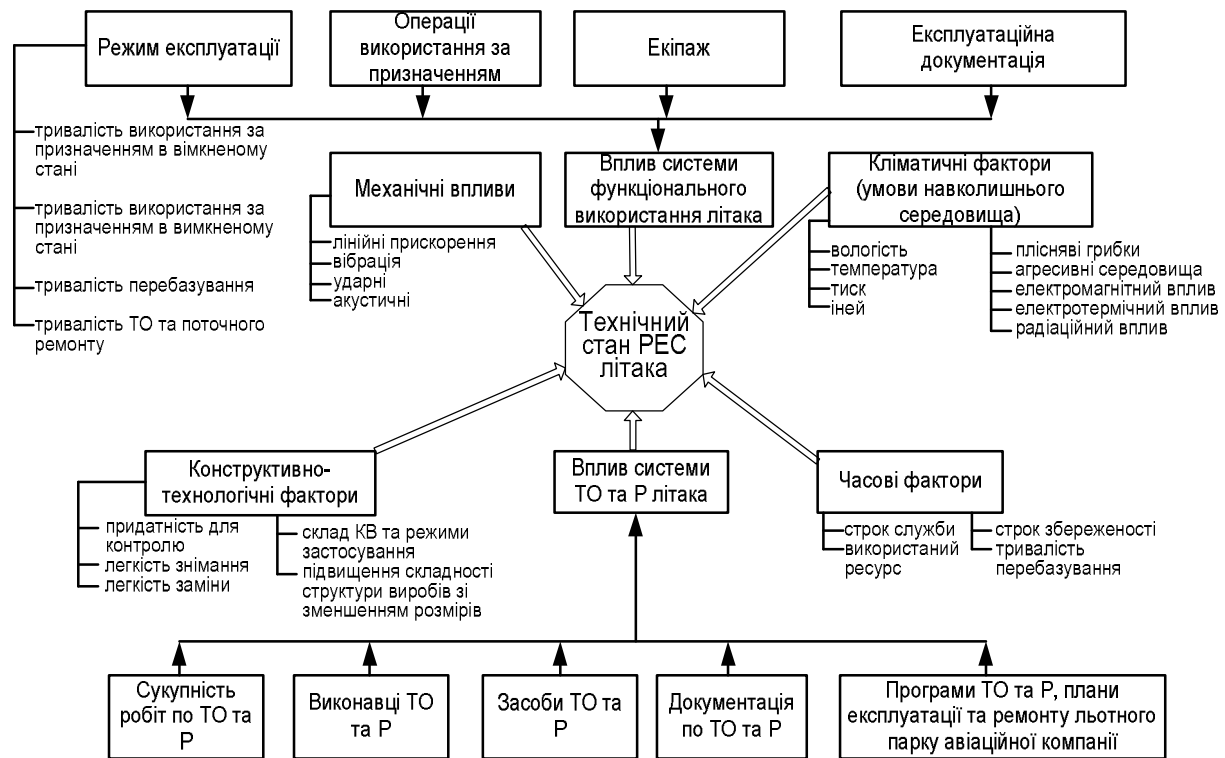 Режим експлуатації
Операції
використання за
призначенням
Екіпаж
Експлуатаційна
документація
тривалість використання за
призначенням в вімкненому
стані
тривалість використання за
призначенням в вимкненому
стані
тривалість перебазування
тривалість ТО та поточного
ремонту
Механічні впливи
лінійні прискорення
вібрація
ударні
акустичні
Вплив системи
функціонального
використання літака
Кліматичні фактори
(умови навколишнього
середовища)
вологість
температура
тиск
іней
плісняві грибки
агресивні середовища
електромагнітний вплив
електротермічний вплив
радіаційний вплив
Технічний
стан РЕС
літака
Конструктивно-
технологічні фактори
придатність для
контролю
легкість знімання
легкість заміни
склад КВ та режими
застосування
підвищення складності
структури виробів зі
зменшенням розмірів
Вплив системи
ТО та Р літака
Часові фактори
строк служби
використаний
ресурс
строк збереженості
тривалість
перебазування
Сукупність
робіт по ТО та
Р
Виконавці ТО
та Р
Засоби ТО та
Р
Документація
по ТО та Р
Програми ТО та Р, плани
експлуатації та ремонту льотного
парку авіаційної компанії